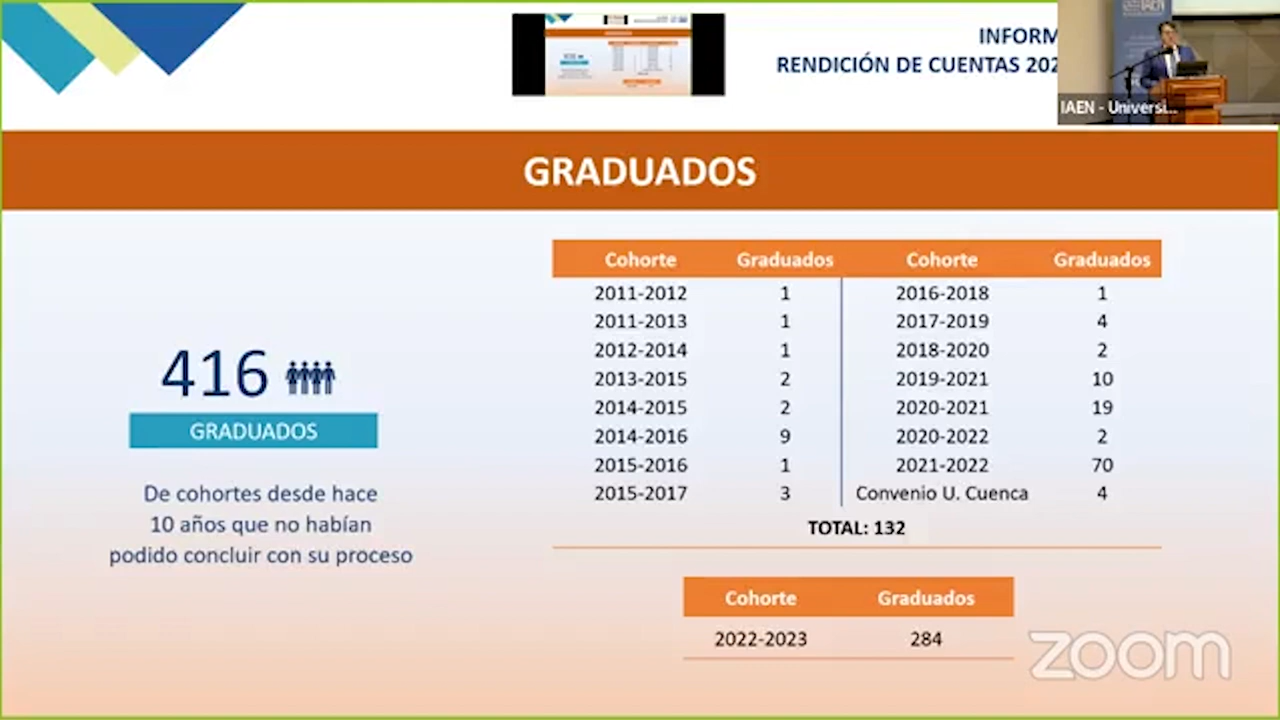 INFORM
RENDICIÓN DE CUENTAS 202
IAEN
IAEN - Universi...
GRADUADOS
416
GRADUADOS
De cohortes desde hace
10 años que no habían
podido concluir con su proceso
Cohorte Graduados Cohorte Graduados
2011-2012 1 2016-2018 1
2011-2013 1 2017-2019 4
2012-2014 1 2018-2020 2
2013-2015 2 2019-2021 10
2014-2015 2 2020-2021 19
2014-2016 9 2020-2022 2
2015-2016 1 2021-2022 70
2015-2017 3 Convenio U. Cuenca 4
TOTAL: 132
Cohorte Graduados
2022-2023 284
zoom